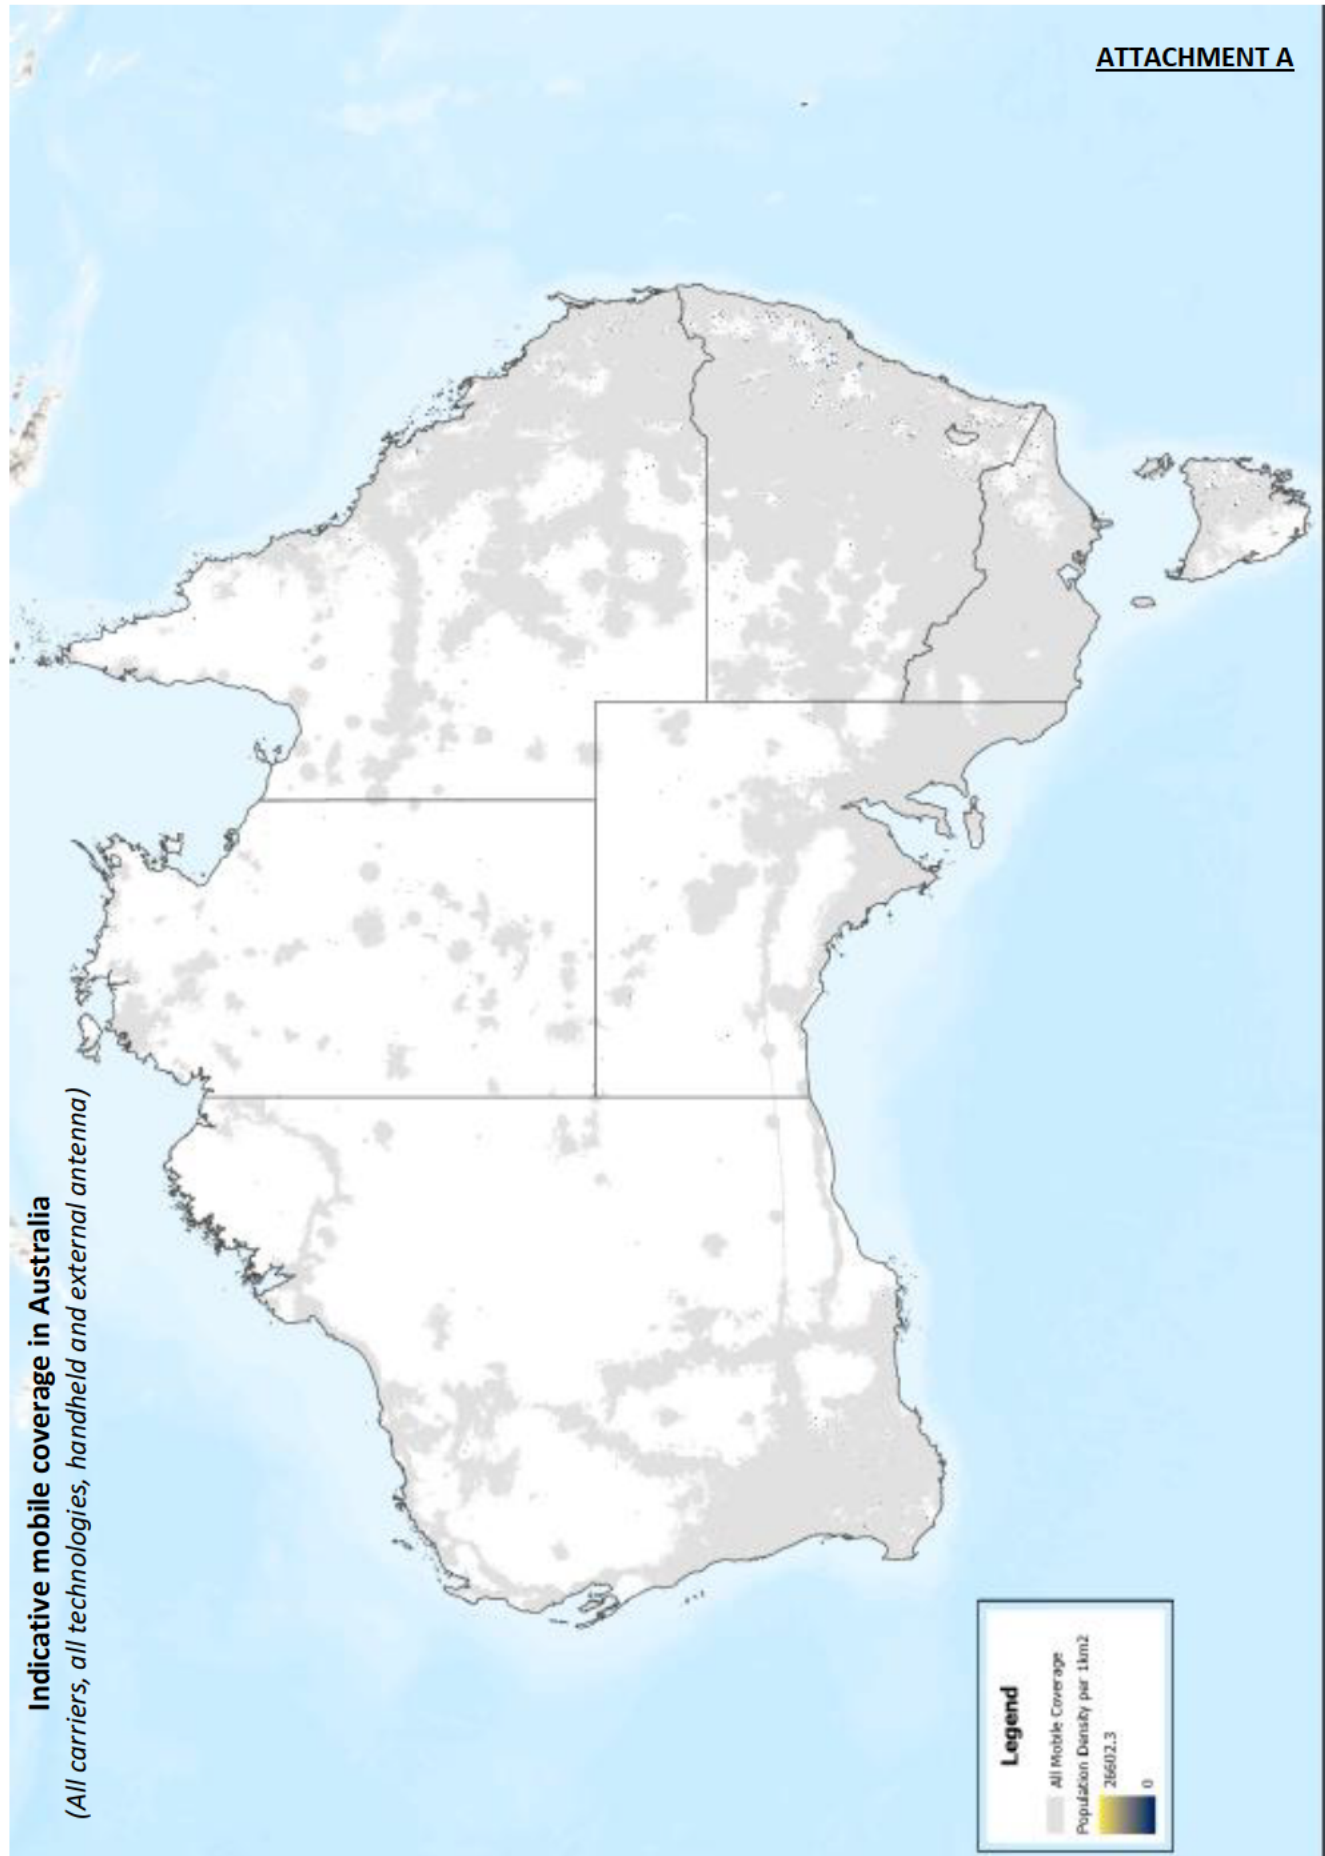 ATTACHMENT A
Indicative mobile coverage in Australia
(All carriers, all technologies, handheld and external antenna)
Legend
All Mobile Coverage
Population Density per 1km2
26602.3
0